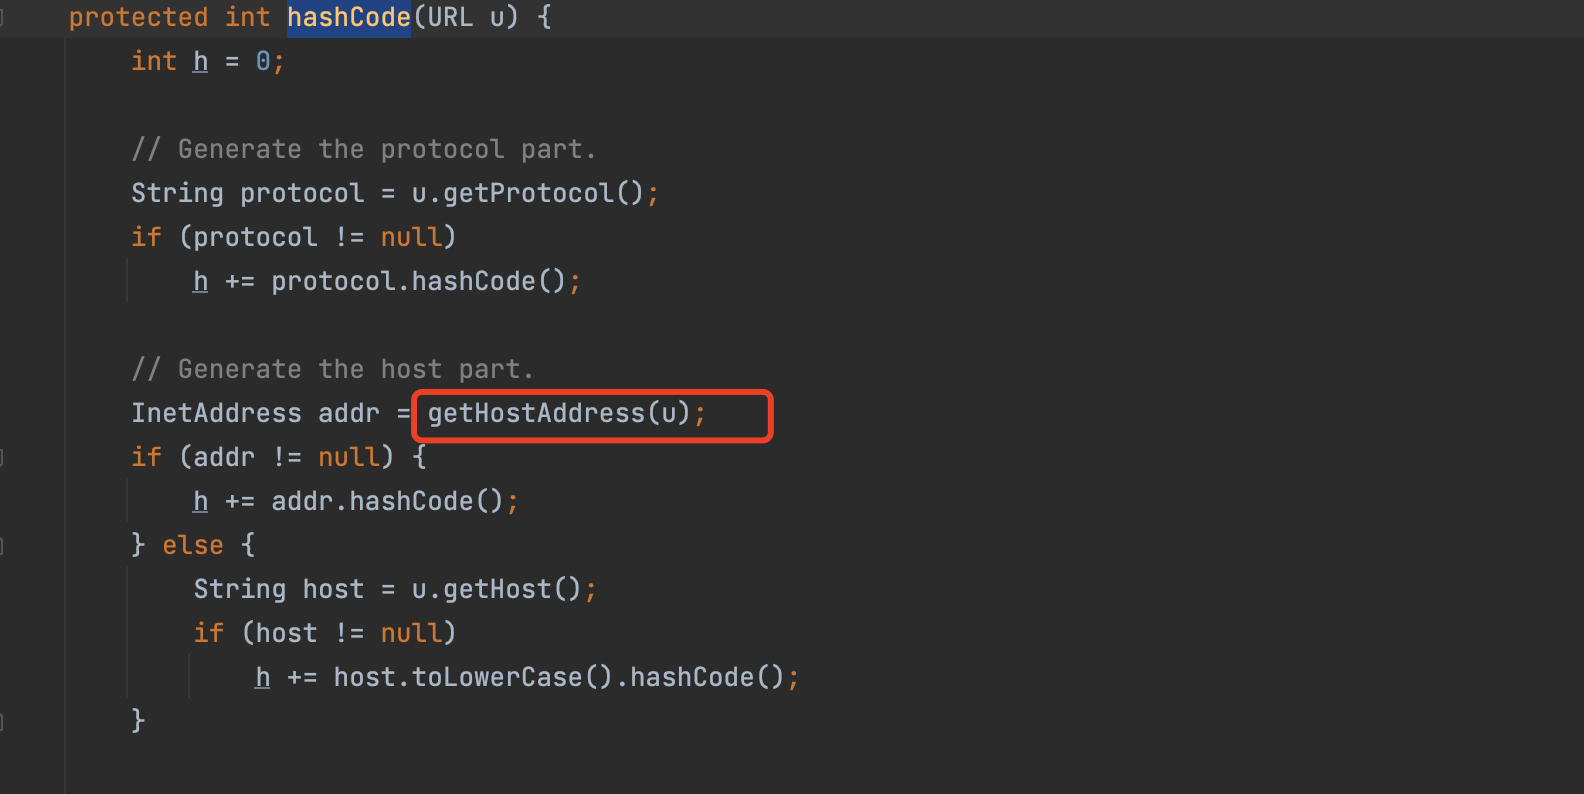 protected int hashCode(URL u) {
int h = 0;
// Generate the protocol part.
String protocol = u.getProtocol();
if (protocol != null)
h += protocol.hashCode();
// Generate the host part.
InetAddress addr = getHostAddress(u);
if (addr != null) {
h += addr.hashCode();
} else {
String host = u.getHost();
if (host != null)
h += host.toLowerCase().hashCode();
}